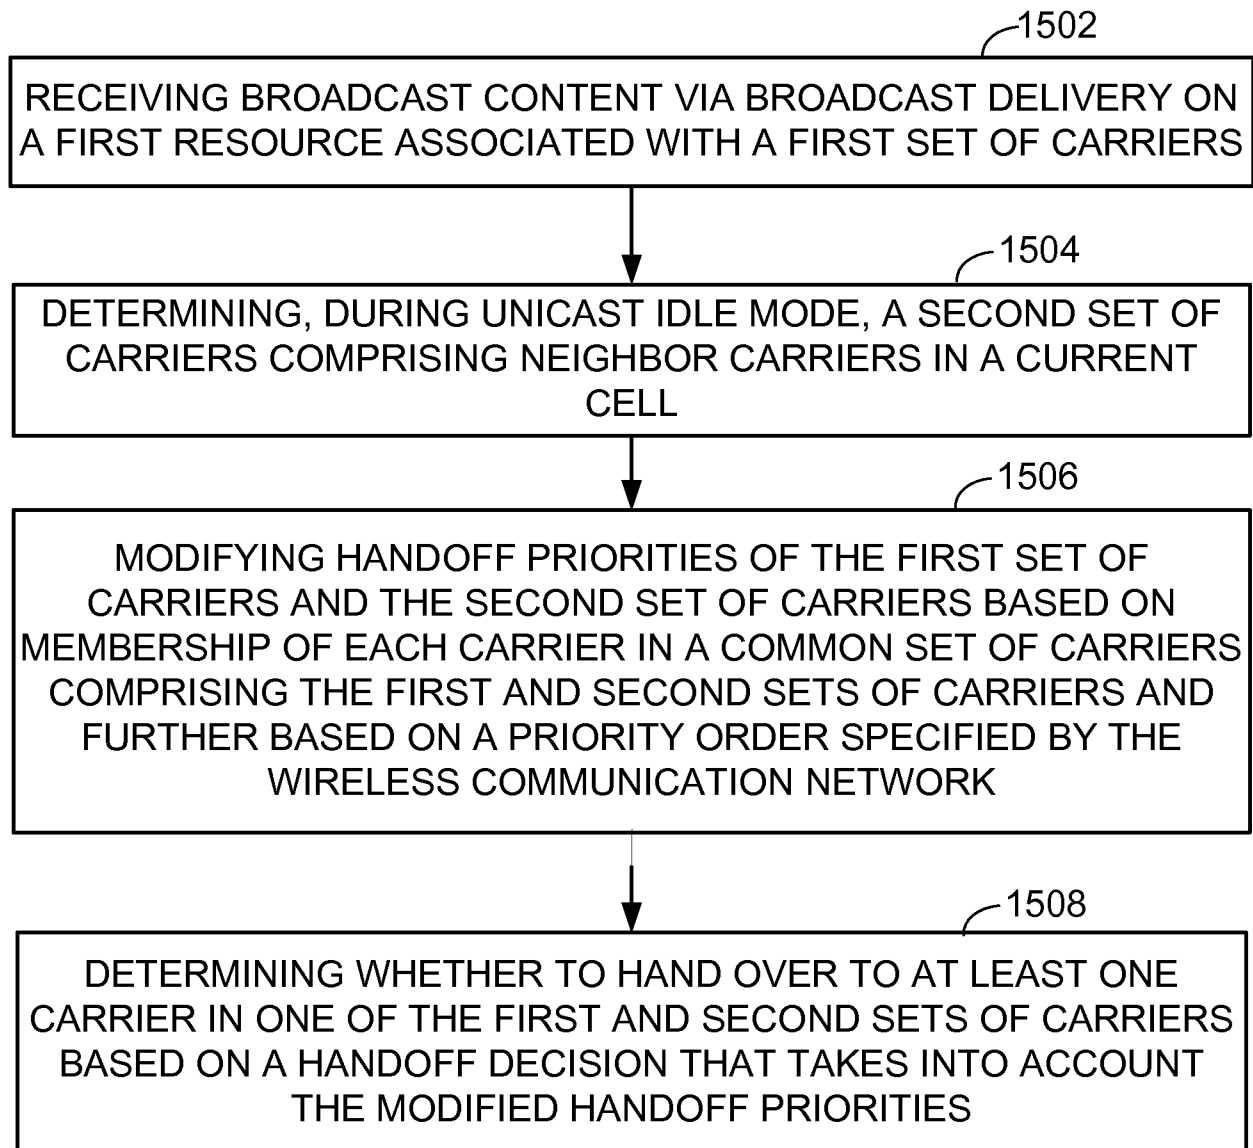 1502
RECEIVING BROADCAST CONTENT VIA BROADCAST DELIVERY ON
A FIRST RESOURCE ASSOCIATED WITH A FIRST SET OF CARRIERS
1504
DETERMINING, DURING UNICAST IDLE MODE, A SECOND SET OF
CARRIERS COMPRISING NEIGHBOR CARRIERS IN A CURRENT
CELL
1506
MODIFYING HANDOFF PRIORITIES OF THE FIRST SET OF
CARRIERS AND THE SECOND SET OF CARRIERS BASED ON
MEMBERSHIP OF EACH CARRIER IN A COMMON SET OF CARRIERS
COMPRISING THE FIRST AND SECOND SETS OF CARRIERS AND
FURTHER BASED ON A PRIORITY ORDER SPECIFIED BY THE
WIRELESS COMMUNICATION NETWORK
1508
DETERMINING WHETHER TO HAND OVER TO AT LEAST ONE
CARRIER IN ONE OF THE FIRST AND SECOND SETS OF CARRIERS
BASED ON A HANDOFF DECISION THAT TAKES INTO ACCOUNT
THE MODIFIED HANDOFF PRIORITIES